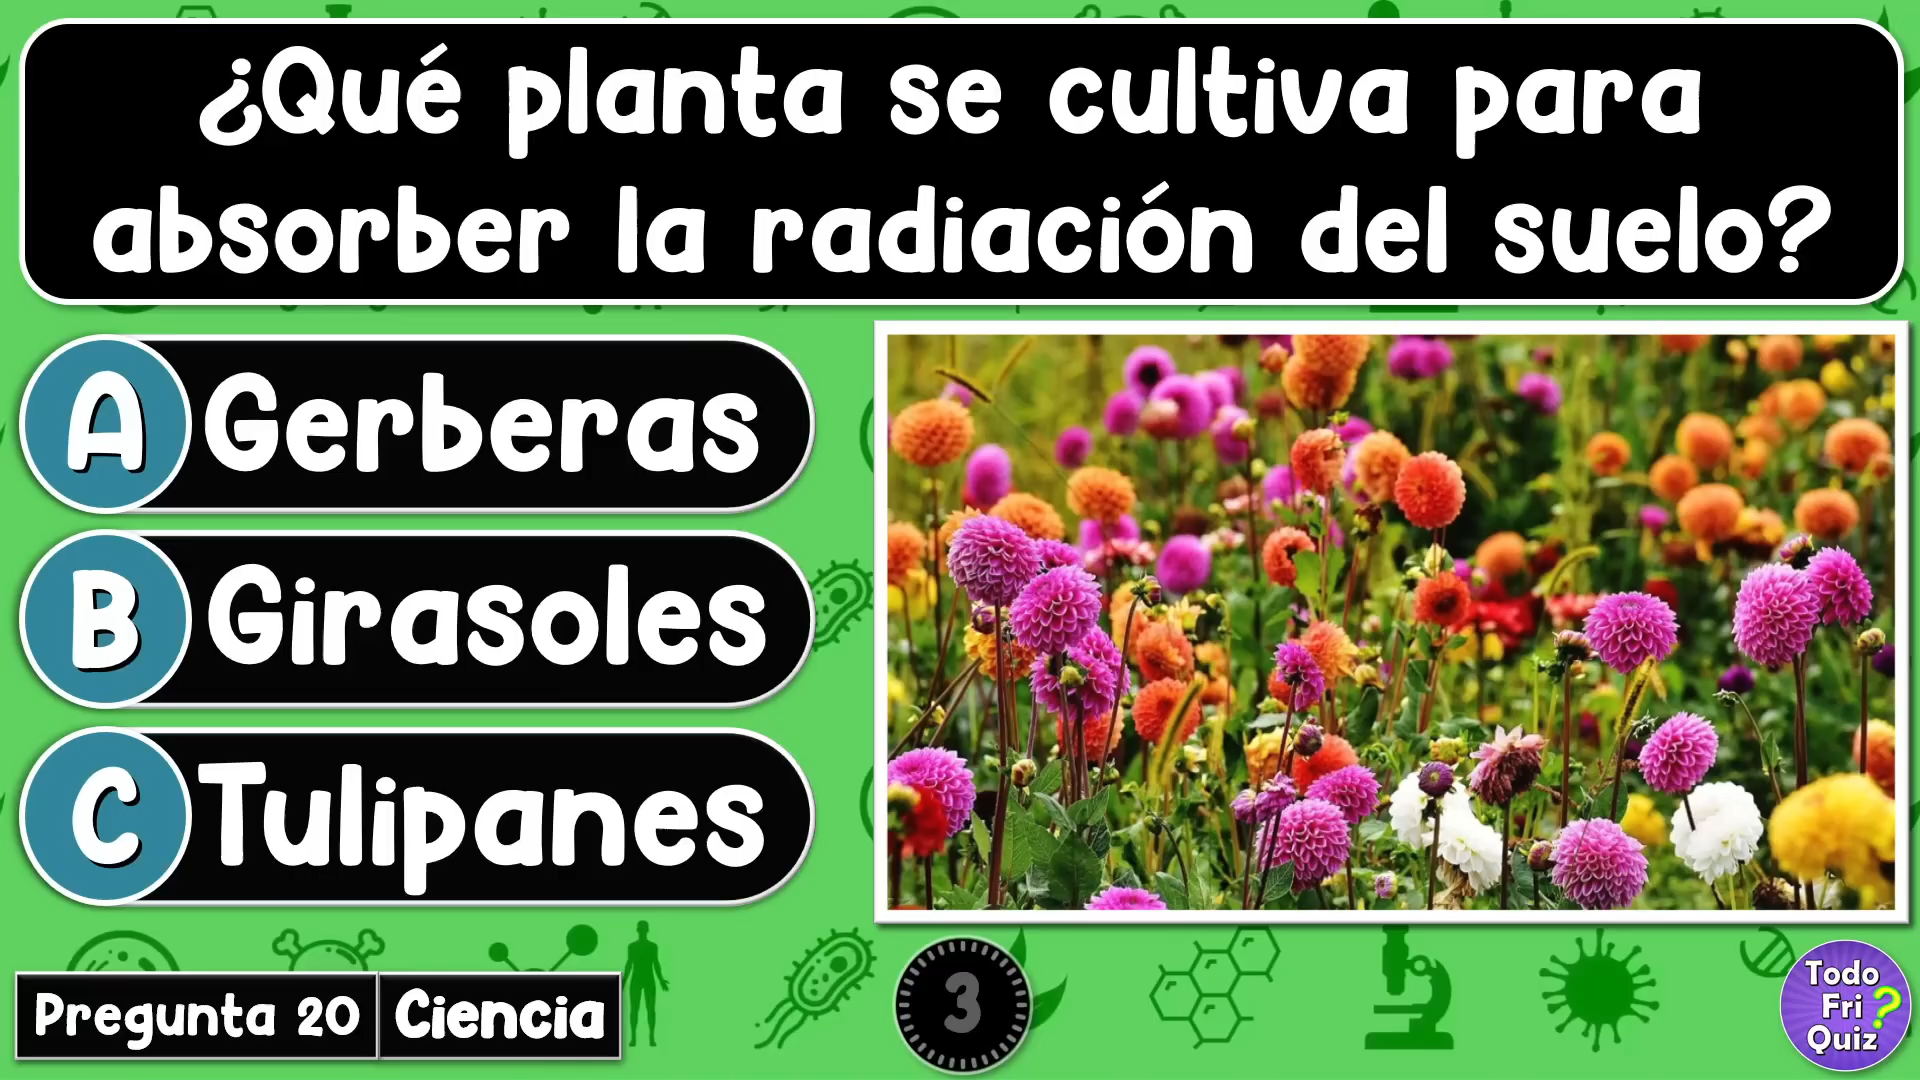 ¿Qué planta se cultiva para
absorber la radiación del suelo?
A Gerberas
B Girasoles
C Tulipanes
Pregunta 20 Ciencia
3
Todo
Fri ?
Quiz